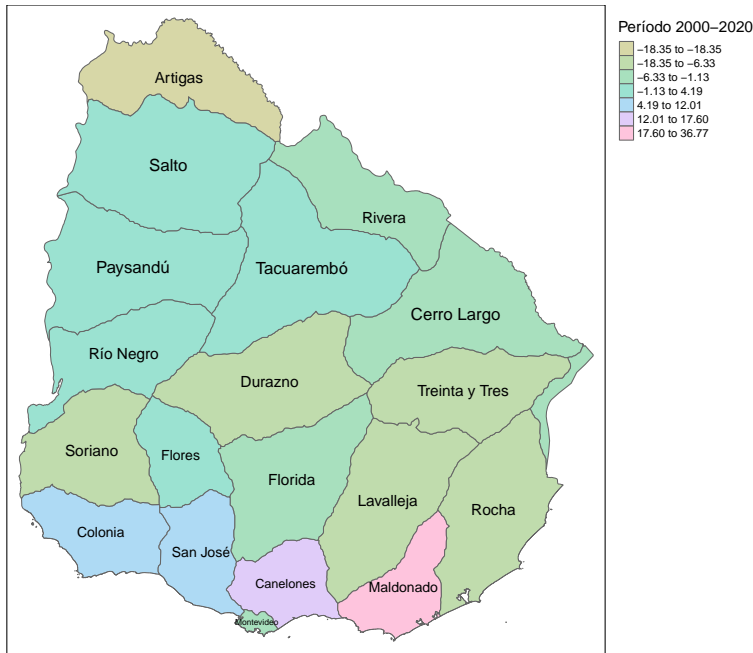 Período 2000–2020
−18.35 to −18.35
−18.35 to −6.33
−6.33 to −1.13
−1.13 to 4.19
4.19 to 12.01
12.01 to 17.60
17.60 to 36.77
Artigas
Salto
Rivera
Paysandú
Tacuarembó
Cerro Largo
Río Negro
Durazno
Treinta y Tres
Soriano
Flores
Florida
Lavalleja
Rocha
Colonia
San José
Canelones
Maldonado
Montevideo